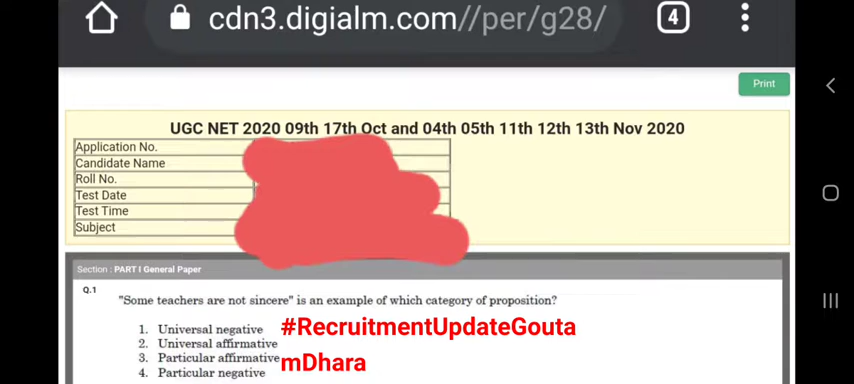 cdn3.digialm.com//per/g28/
4
Print
UGC NET 2020 09th 17th Oct and 04th 05th 11th 12th 13th Nov 2020
Application No.
Candidate Name
Roll No.
Test Date
Test Time
Subject
Section : PART I General Paper
Q.1
"Some teachers are not sincere" is an example of which category of proposition?
1. Universal negative
2. Universal affirmative
3. Particular affirmative
4. Particular negative
#RecruitmentUpdateGouta
mDhara